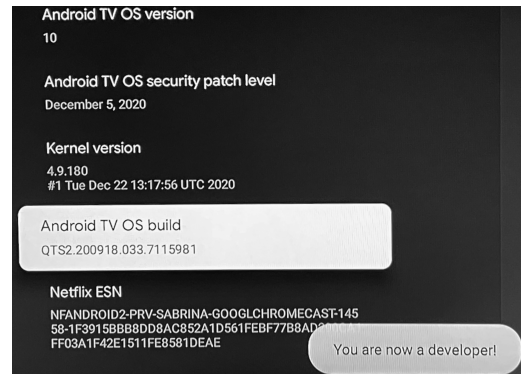 Android TV OS version
10
Android TV OS security patch level
December 5, 2020
Kernel version
4.9.180
#1 Tue Dec 22 13:17:56 UTC 2020
Android TV OS build
QTS2.200918.033.7115981
Netflix ESN
NFANDROID2-PRV-SABRINA-GOOGLCHROMECAST-145
FF03A1F42E1511FE8581DEAE
You are now a developer!